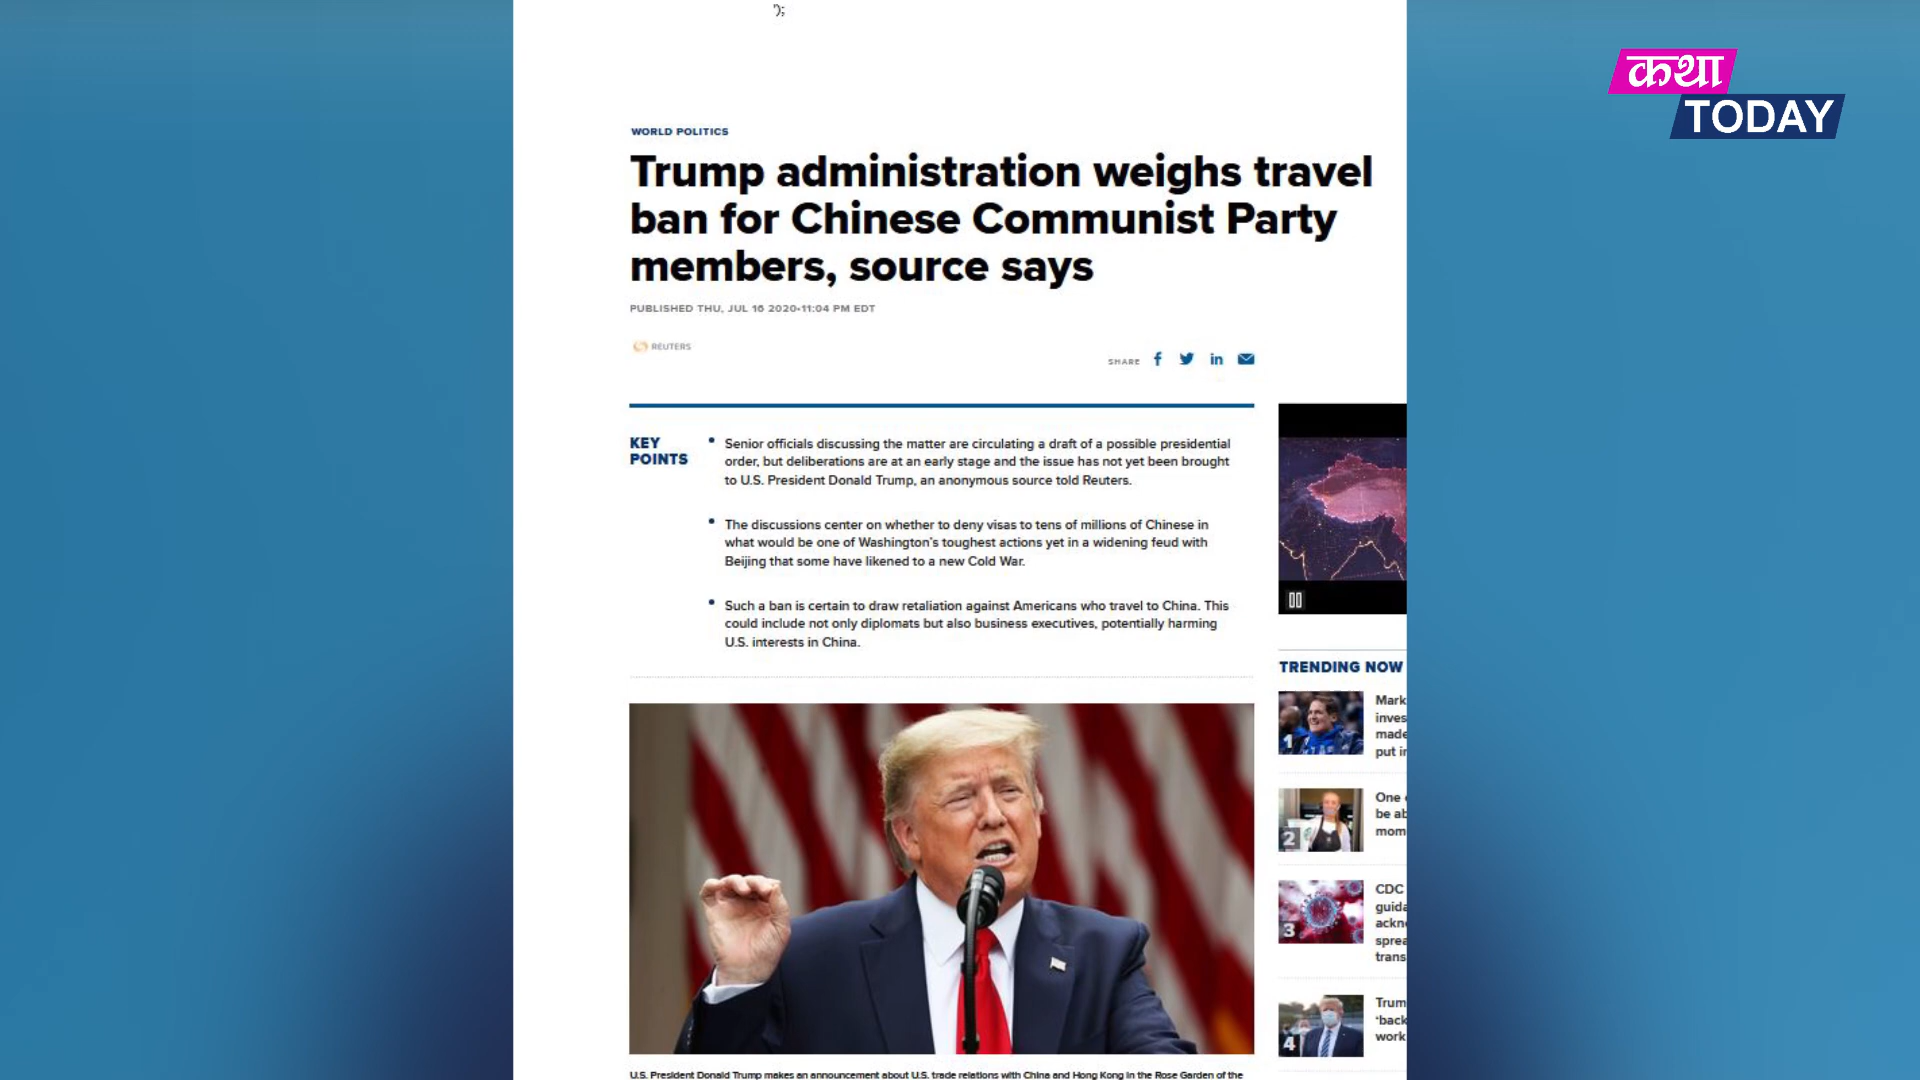 ');
कथा
TODAY
WORLD POLITICS
Trump administration weighs travel
ban for Chinese Communist Party
members, source says
PUBLISHED THU, JUL 16 2020•11:04 PM EDT
REUTERS
SHARE
KEY
POINTS
Senior officials discussing the matter are circulating a draft of a possible presidential
order, but deliberations are at an early stage and the issue has not yet been brought
to U.S. President Donald Trump, an anonymous source told Reuters.
The discussions center on whether to deny visas to tens of millions of Chinese in
what would be one of Washington's toughest actions yet in a widening feud with
Beijing that some have likened to a new Cold War.
Such a ban is certain to draw retaliation against Americans who travel to China. This
could include not only diplomats but also business executives, potentially harming
U.S. interests in China.
TRENDING NOW
1
Mark
inves
made
put
2
One
be
mom
3
CDC
guida
ackn
sprea
trans
4
Trum
'back
work
U.S. President Donald Trump makes an announcement about U.S. trade relations with China and Hong Kong in the Rose Garden of the